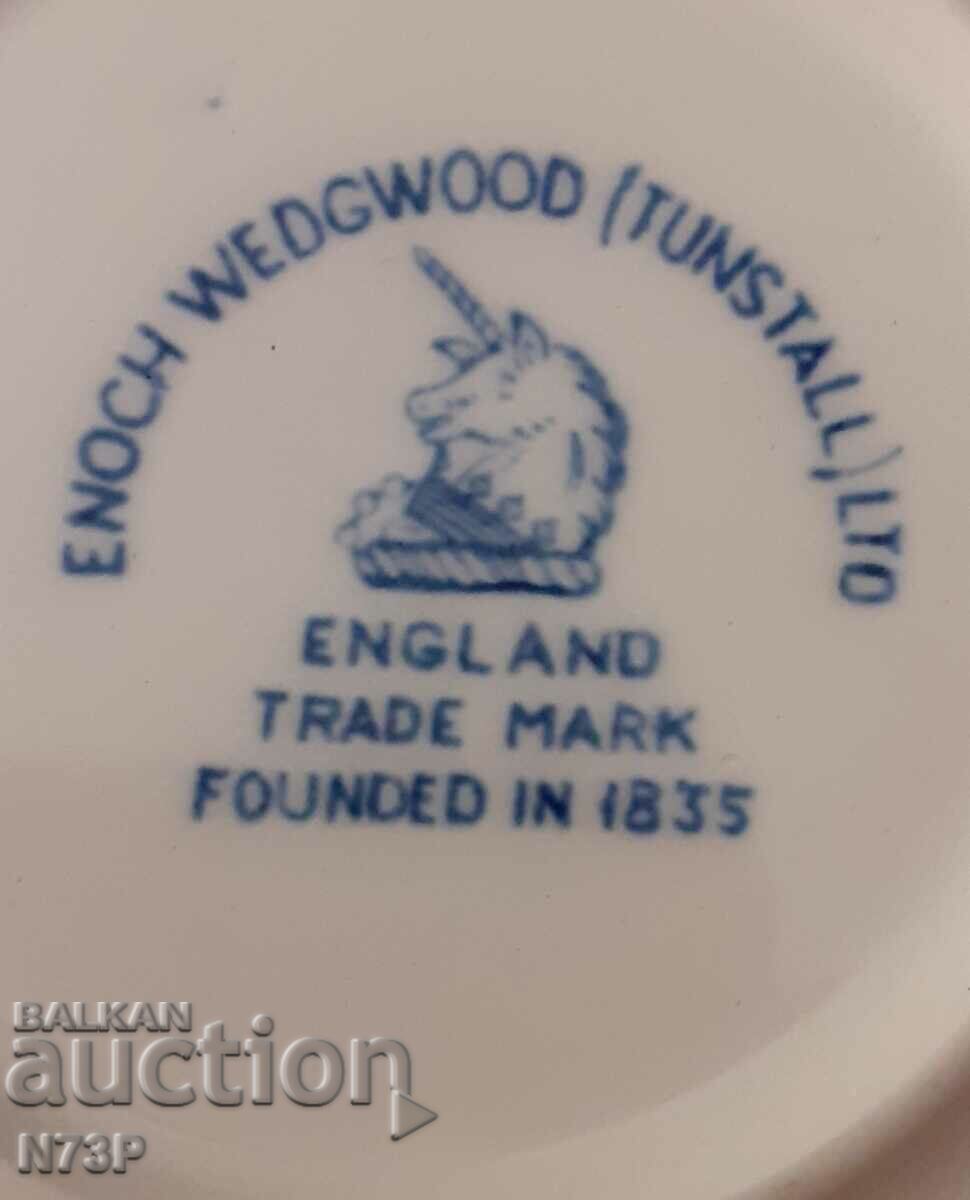 ENOCH WEDGWOOD (TUNSTALL) LTD
ENGLAND
TRADE MARK
FOUNDED IN 1835
BALKAN
auction
N73P